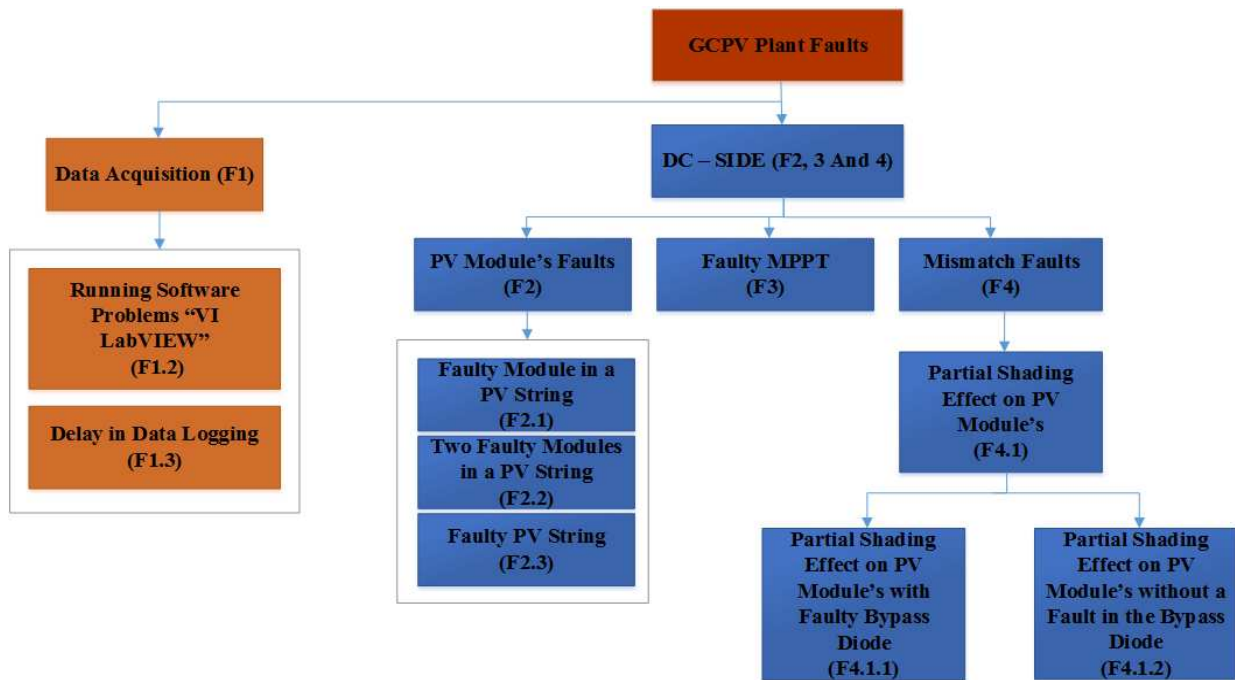 GCPV Plant Faults
Data Acquisition (F1)
DC – SIDE (F2, 3 And 4)
Running Software
Problems “VI
LabVIEW”
(F1.2)
Delay in Data Logging
(F1.3)
PV Module’s Faults
(F2)
Faulty Module in a
PV String
(F2.1)
Two Faulty Modules
in a PV String
(F2.2)
Faulty PV String
(F2.3)
Faulty MPPT
(F3)
Mismatch Faults
(F4)
Partial Shading
Effect on PV
Module’s
(F4.1)
Partial Shading
Effect on PV
Module’s with
Faulty Bypass
Diode
(F4.1.1)
Partial Shading
Effect on PV
Module’s without a
Fault in the Bypass
Diode
(F4.1.2)